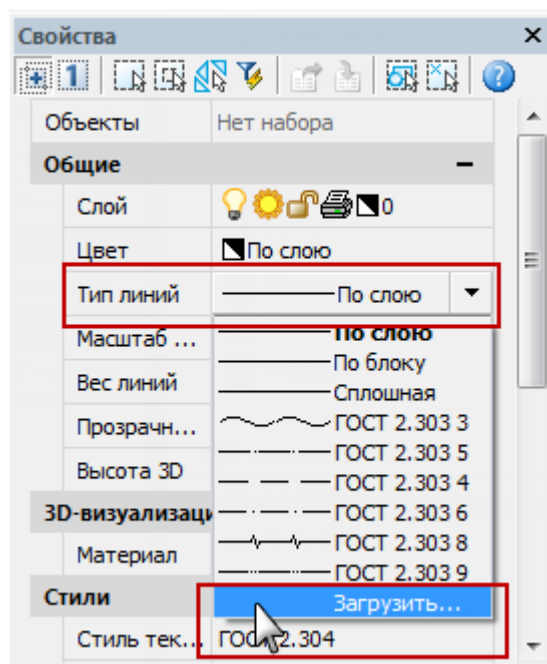 Свойства
1
Объекты Нет набора
Общие
Слой 0
Цвет По слою
Тип линий По слою
Масштаб ... По слою
По блоку
Вес линий Сплошная
Прозрачн... ГОСТ 2.303 3
ГОСТ 2.303 5
Высота 3D ГОСТ 2.303 4
3D-визуализаци ГОСТ 2.303 6
Материал ГОСТ 2.303 8
ГОСТ 2.303 9
Стили Загрузить...
Стиль тек... ГОСТ 2.304